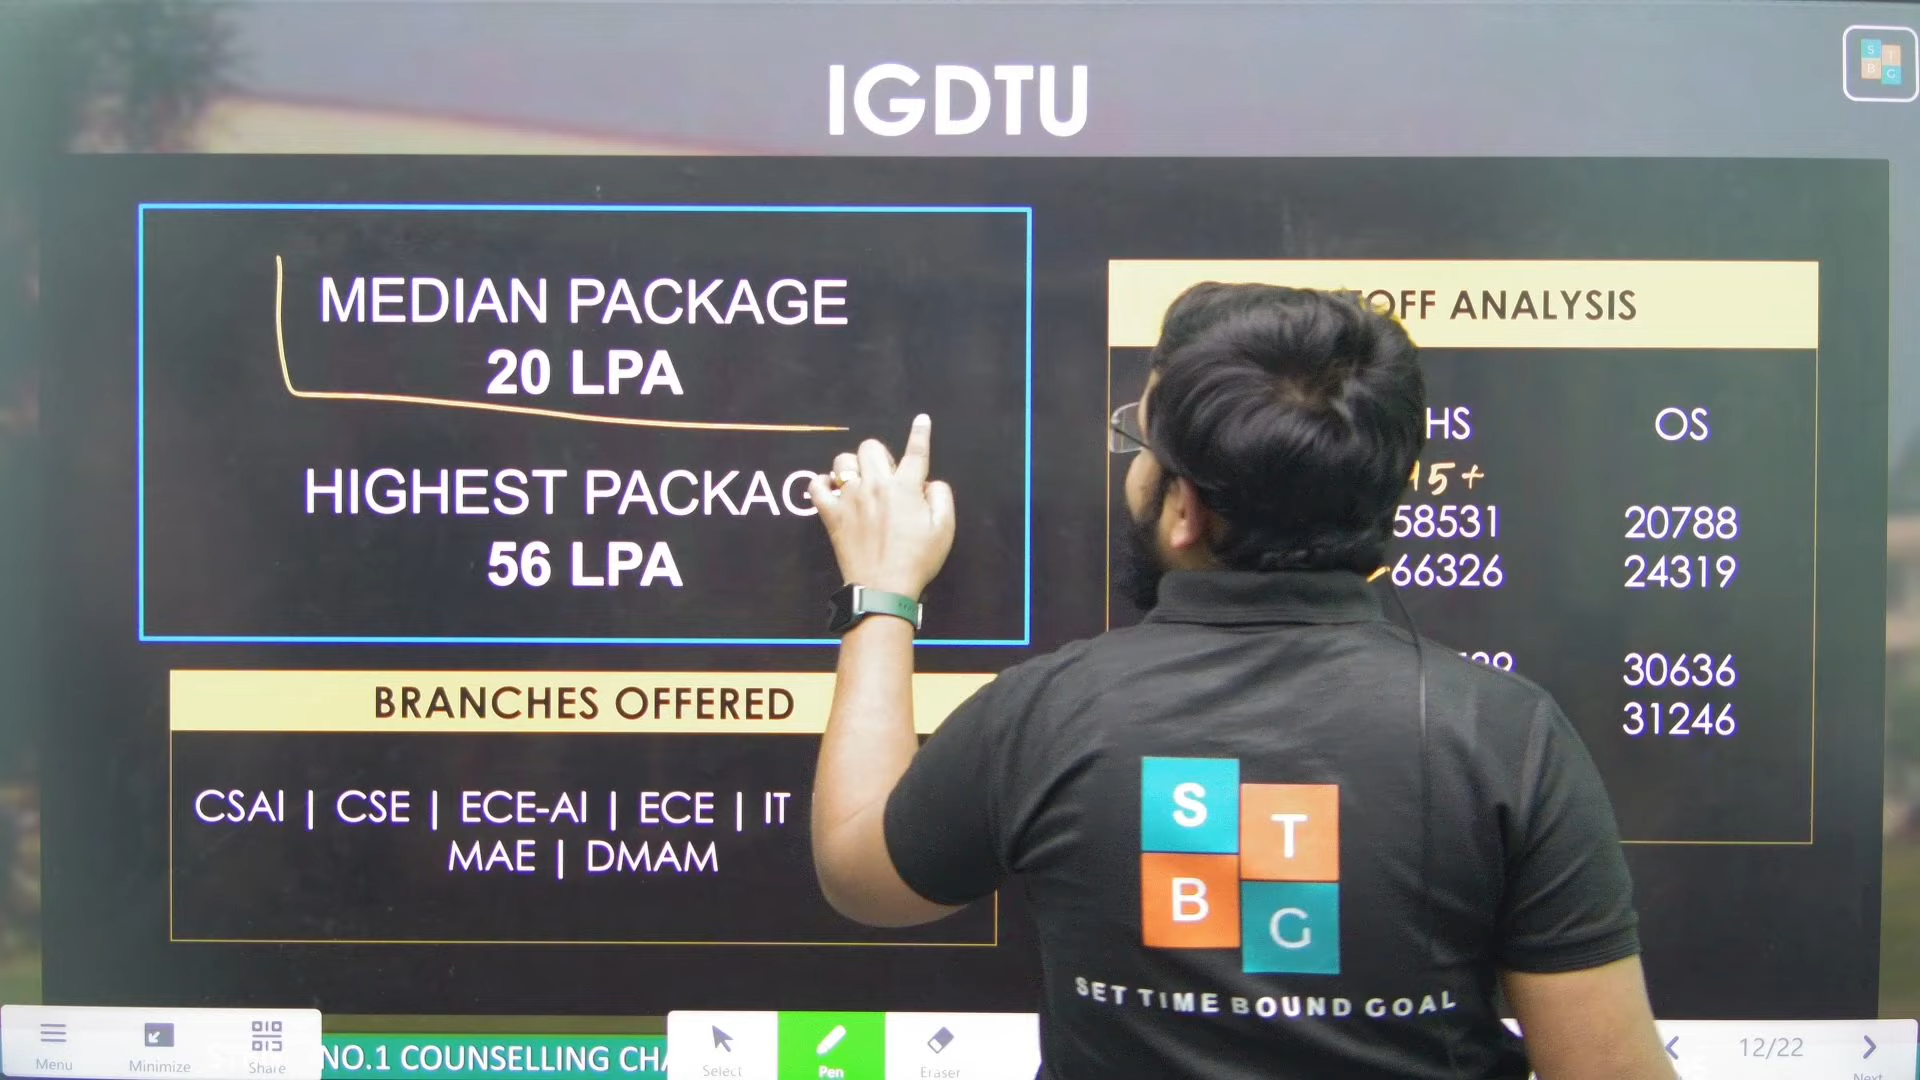 IGDTU
MEDIAN PACKAGE
20 LPA
HIGHEST PACKAG
56 LPA
BRANCHES OFFERED
CSAI | CSE | ECE-AI | ECE | IT
MAE | DMAM
OFF ANALYSIS
HS OS
15+
58531 20788
66326 24319
30636
31246
S T
B G
SET TIME BOUND GOAL
S T
B G
NO.1 COUNSELLING CHA
Menu
Minimize
Share
Select
Pen
Eraser
12/22
Next